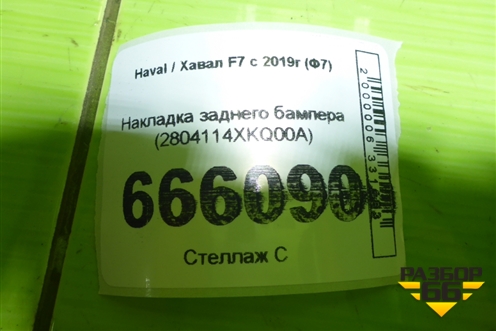 Haval / Хавал F7 с 2019г (Ф7)
Накладка заднего бампера
(2804114XKQ00A)
666090
Стеллаж С
РАЗБОР
66